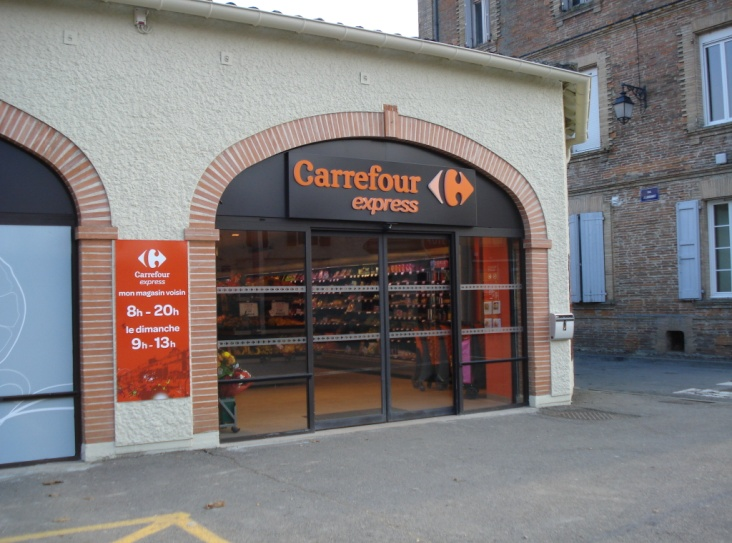 Carrefour
express
Carrefour
express
mon magasin voisin
8h - 20h
le dimanche
9h - 13h